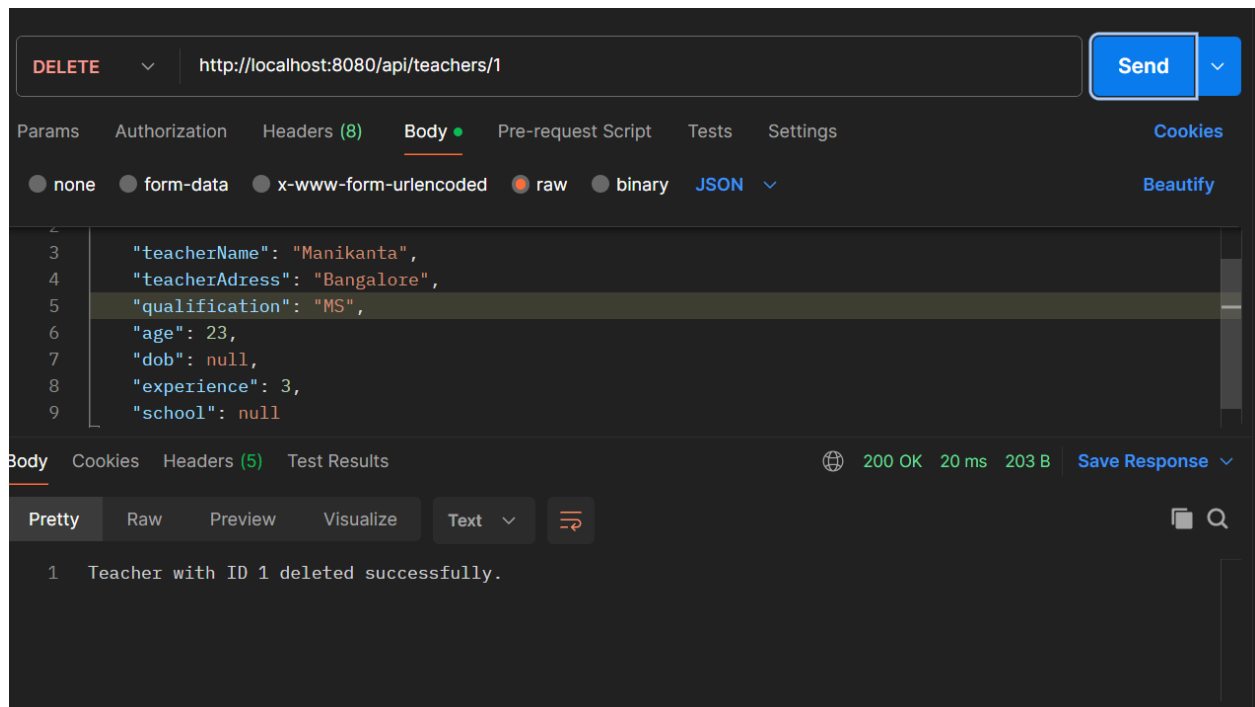 DELETE http://localhost:8080/api/teachers/1 Send
Params Authorization Headers (8) Body Pre-request Script Tests Settings Cookies
none form-data x-www-form-urlencoded raw binary JSON Beautify
3 "teacherName": "Manikanta",
4 "teacherAdress": "Bangalore",
5 "qualification": "MS",
6 "age": 23,
7 "dob": null,
8 "experience": 3,
9 "school": null
Body Cookies Headers (5) Test Results 200 OK 20 ms 203 B Save Response
Pretty Raw Preview Visualize Text
1 Teacher with ID 1 deleted successfully.